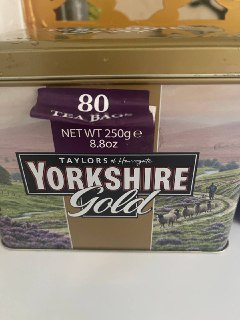 80
TEA BAGS
NET WT 250g e
8.8oz
TAYLORS of Harrogate
YORKSHIRE
Gold